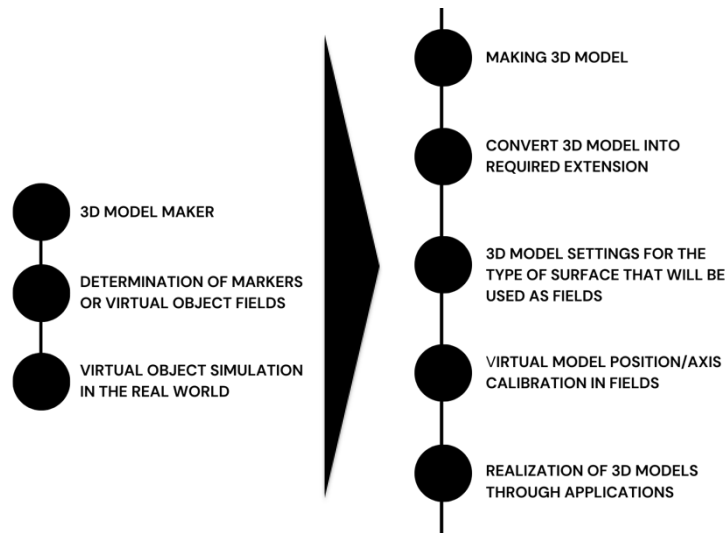 3D MODEL MAKER
DETERMINATION OF MARKERS
OR VIRTUAL OBJECT FIELDS
VIRTUAL OBJECT SIMULATION
IN THE REAL WORLD
MAKING 3D MODEL
CONVERT 3D MODEL INTO
REQUIRED EXTENSION
3D MODEL SETTINGS FOR THE
TYPE OF SURFACE THAT WILL BE
USED AS FIELDS
VIRTUAL MODEL POSITION/AXIS
CALIBRATION IN FIELDS
REALIZATION OF 3D MODELS
THROUGH APPLICATIONS